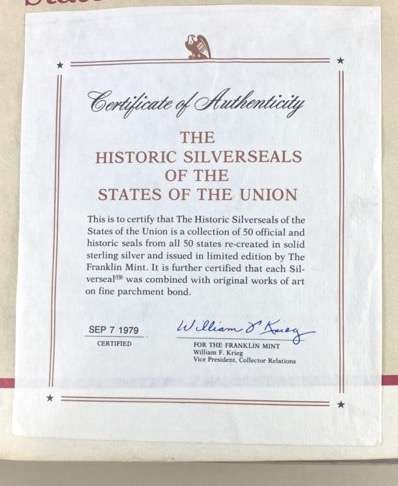 Certificate of Authenticity
THE
HISTORIC SILVERSEALS
OF THE
STATES OF THE UNION
This is to certify that The Historic Silverseals of the
States of the Union is a collection of 50 official and
historic seals from all 50 states re-created in solid
sterling silver and issued in limited edition by The
Franklin Mint. It is further certified that each Sil-
verseal℠ was combined with original works of art
on fine parchment bond.
SEP 7 1979
CERTIFIED
William F. Krieg
FOR THE FRANKLIN MINT
William F. Krieg
Vice President, Collector Relations